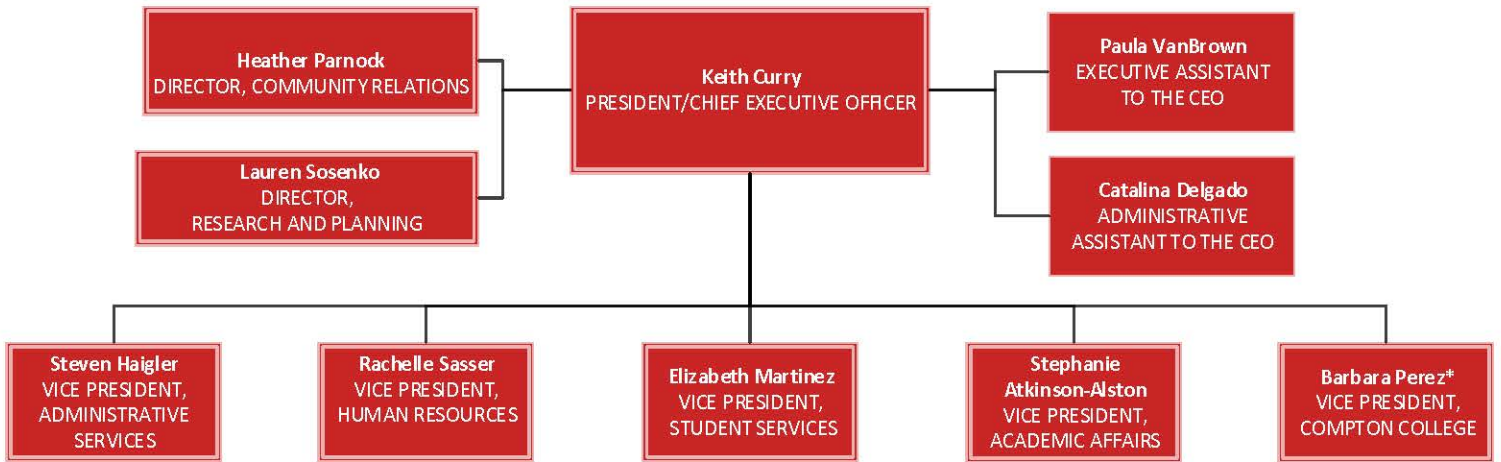 Heather Parnock
DIRECTOR, COMMUNITY RELATIONS
Keith Curry
PRESIDENT/CHIEF EXECUTIVE OFFICER
Paula VanBrown
EXECUTIVE ASSISTANT
TO THE CEO
Lauren Sosenko
DIRECTOR,
RESEARCH AND PLANNING
Catalina Delgado
ADMINISTRATIVE
ASSISTANT TO THE CEO
Steven Haigler
VICE PRESIDENT,
ADMINISTRATIVE
SERVICES
Rachelle Sasser
VICE PRESIDENT,
HUMAN RESOURCES
Elizabeth Martinez
VICE PRESIDENT,
STUDENT SERVICES
Stephanie
Atkinson-Alston
VICE PRESIDENT,
ACADEMIC AFFAIRS
Barbara Perez*
VICE PRESIDENT,
COMPTON COLLEGE